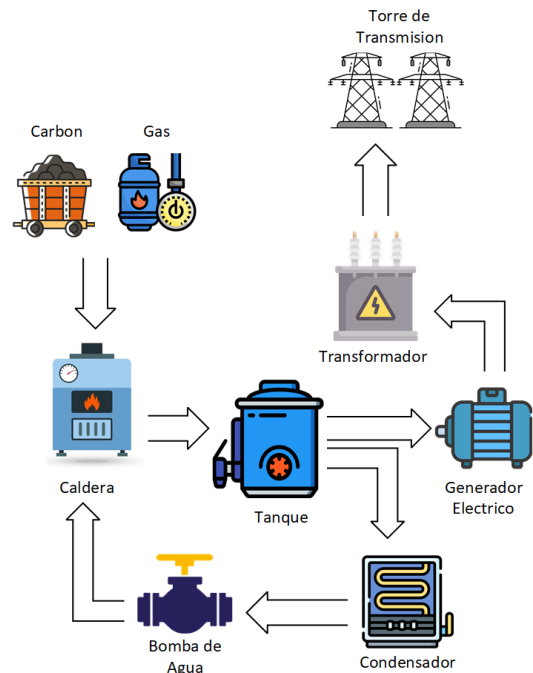 Torre de
Transmision
Carbon
Gas
Transformador
Caldera
Tanque
Generador
Electrico
Bomba de
Agua
Condensador